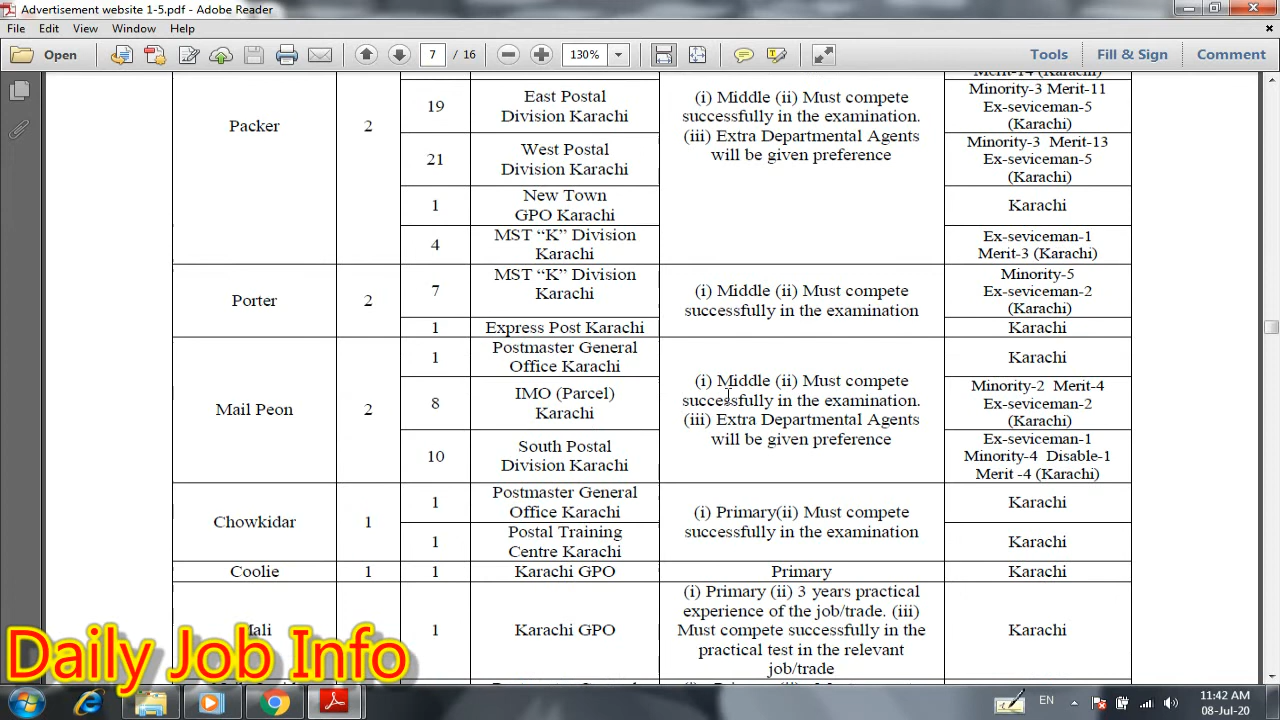 Advertisement website 1-5.pdf - Adobe Reader
File Edit View Window Help
Open 7 / 16 130% Tools Fill & Sign Comment
Merit-14 (Karachi)
Packer 2
19 East Postal Division Karachi
(i) Middle (ii) Must compete
successfully in the examination.
(iii) Extra Departmental Agents
will be given preference
Minority-3 Merit-11
Ex-seviceman-5
(Karachi)
21 West Postal Division Karachi
Minority-3 Merit-13
Ex-seviceman-5
(Karachi)
1 New Town GPO Karachi
Karachi
4 MST “K” Division Karachi
Ex-seviceman-1
Merit-3 (Karachi)
Porter 2
7 MST “K” Division Karachi
(i) Middle (ii) Must compete
successfully in the examination
Minority-5
Ex-seviceman-2
(Karachi)
1 Express Post Karachi
Karachi
Mail Peon 2
1 Postmaster General Office Karachi
(i) Middle (ii) Must compete
successfully in the examination.
(iii) Extra Departmental Agents
will be given preference
Karachi
8 IMO (Parcel) Karachi
Minority-2 Merit-4
Ex-seviceman-2
(Karachi)
10 South Postal Division Karachi
Ex-seviceman-1
Minority-4 Disable-1
Merit -4 (Karachi)
Chowkidar 1
1 Postmaster General Office Karachi
(i) Primary(ii) Must compete
successfully in the examination
Karachi
1 Postal Training Centre Karachi
Karachi
Coolie 1 1 Karachi GPO Primary Karachi
Mali 1 Karachi GPO
(i) Primary (ii) 3 years practical
experience of the job/trade. (iii)
Must compete successfully in the
practical test in the relevant
job/trade
Karachi
Daily Job Info
EN
11:42 AM
08-Jul-20